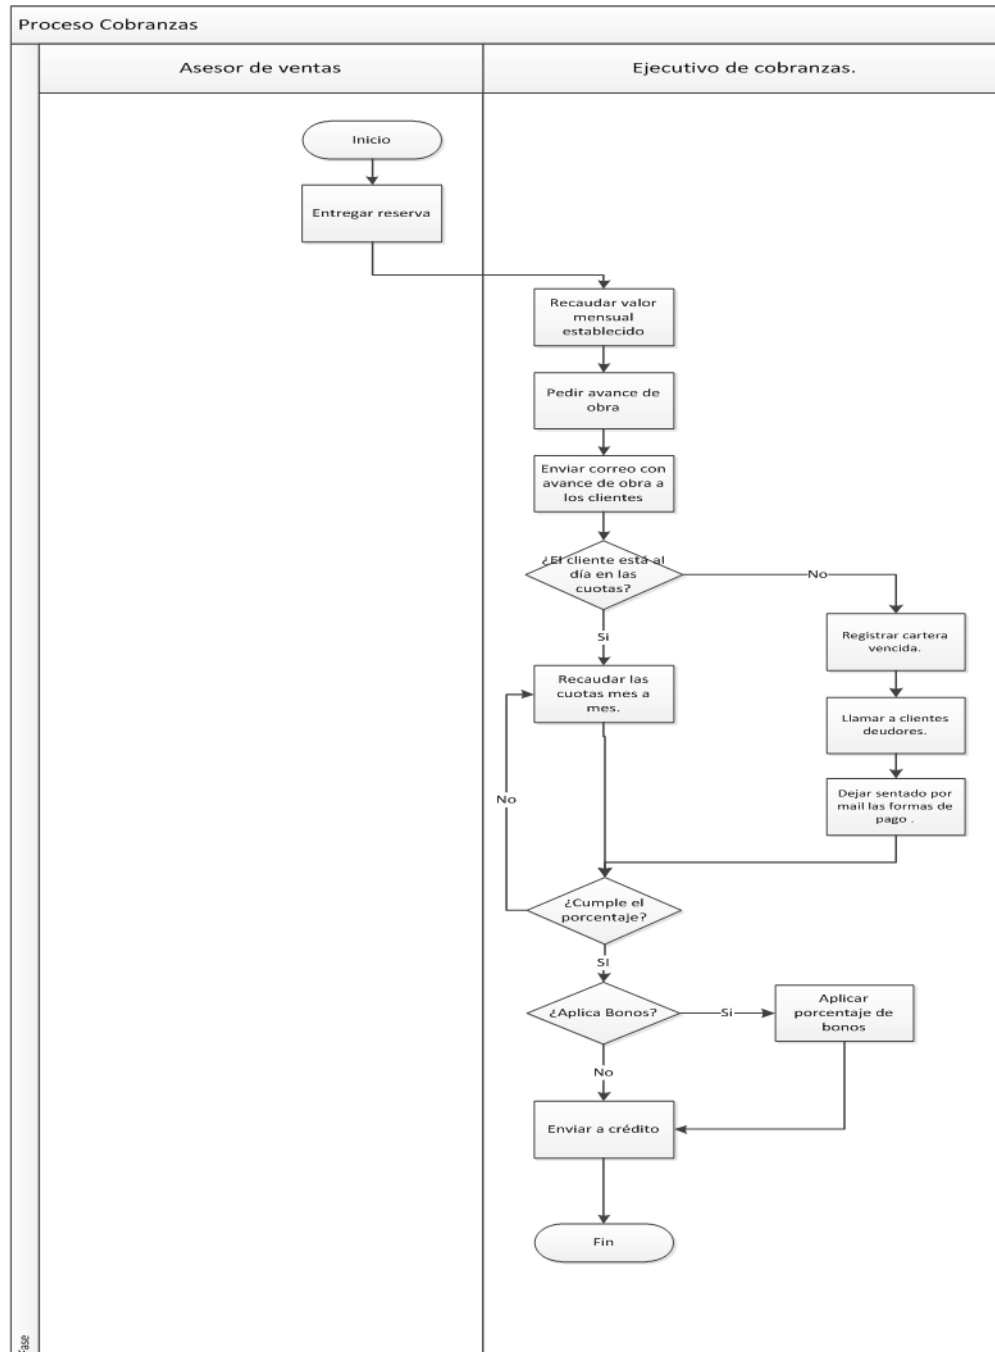 Proceso Cobranzas
Asesor de ventas
Ejecutivo de cobranzas.
Inicio
Entregar reserva
Recaudar valor
mensual
establecido
Pedir avance de
obra
Enviar correo con
avance de obra a
los clientes
¿El cliente está al
día en las
cuotas?
No
Si
Registrar cartera
vencida.
Recaudar las
cuotas mes a
mes.
Llamar a clientes
deudores.
No
Dejar sentado por
mail las formas de
pago .
¿Cumple el
porcentaje?
SI
¿Aplica Bonos?
Si
Aplicar
porcentaje de
bonos
No
Enviar a crédito
Fin
Fase